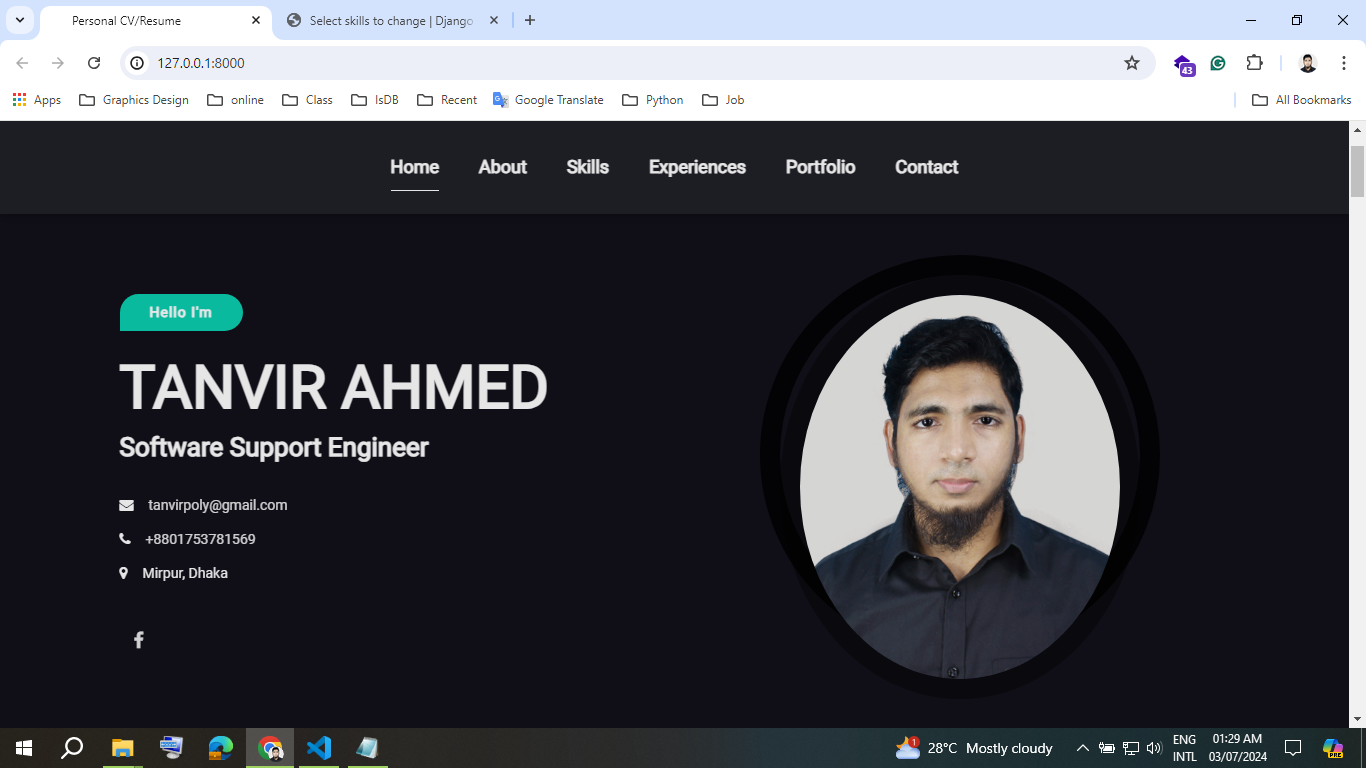 Personal CV/Resume
Select skills to change | Django
127.0.0.1:8000
43
Apps
Graphics Design
online
Class
IsDB
Recent
Google Translate
Python
Job
All Bookmarks
Home
About
Skills
Experiences
Portfolio
Contact
Hello I'm
TANVIR AHMED
Software Support Engineer
tanvirpoly@gmail.com
+8801753781569
Mirpur, Dhaka
1
28°C Mostly cloudy
ENG
INTL
01:29 AM
03/07/2024
PRE